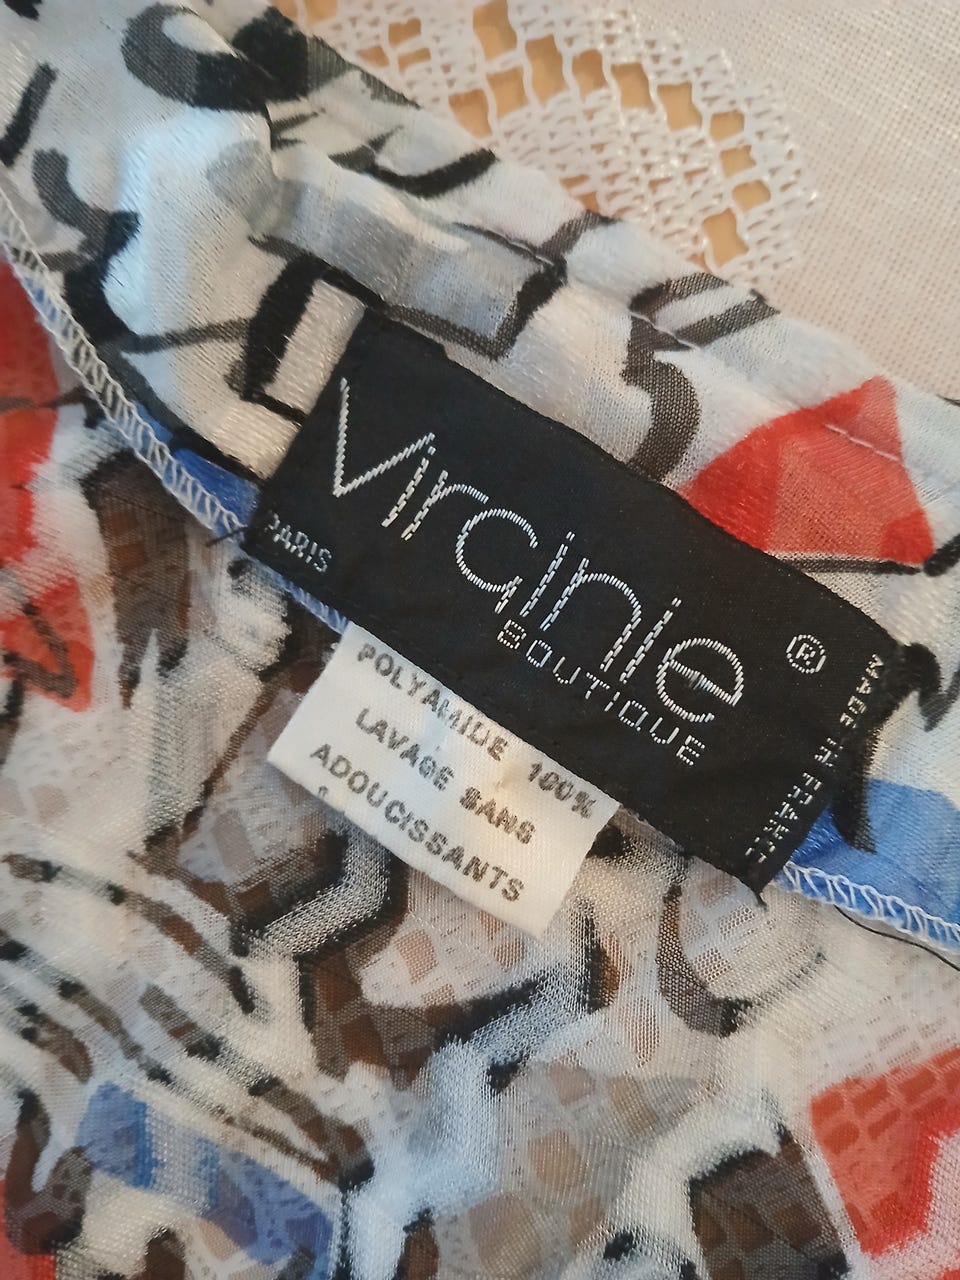 Virginie
BOUTIQUE
®
PARIS
MADE IN FRANCE
POLYAMIDE 100%
LAVAGE SANS
ADOUCISSANTS